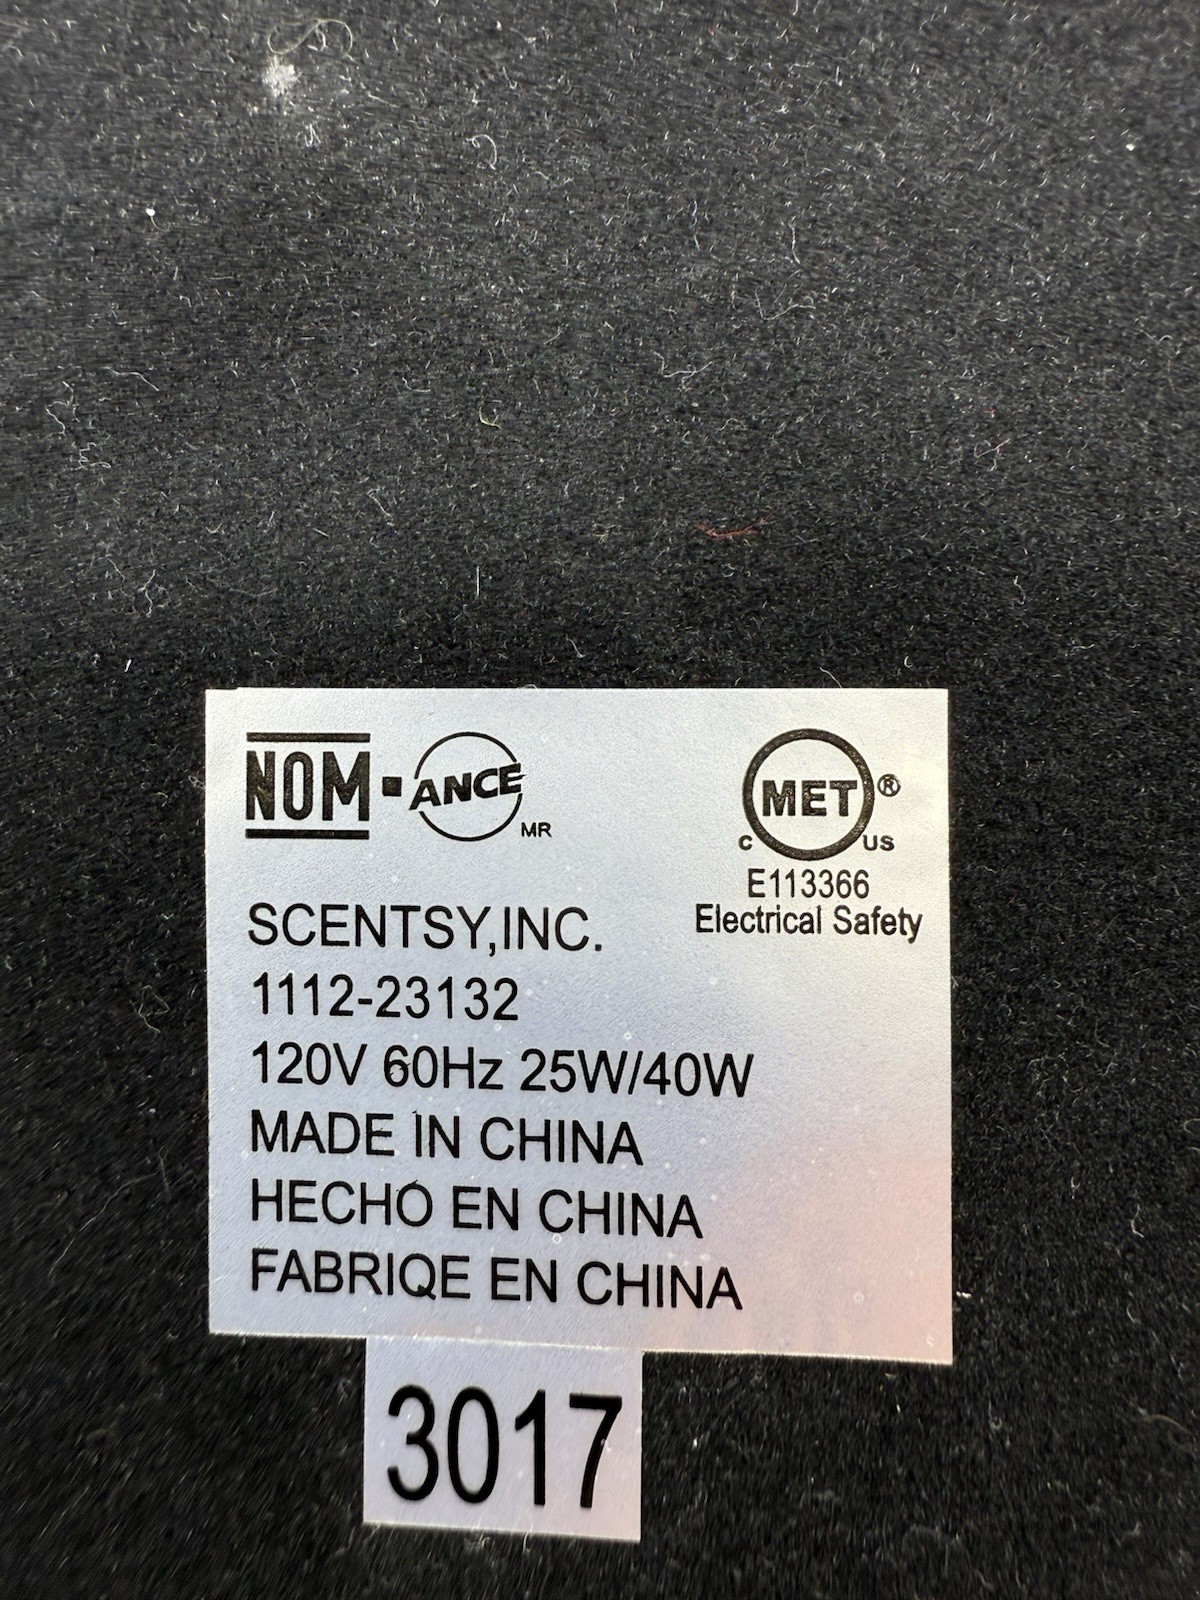 NOM ANCE MR
C MET ® US
E113366
Electrical Safety
SCENTSY,INC.
1112-23132
120V 60Hz 25W/40W
MADE IN CHINA
HECHO EN CHINA
FABRIQE EN CHINA
3017